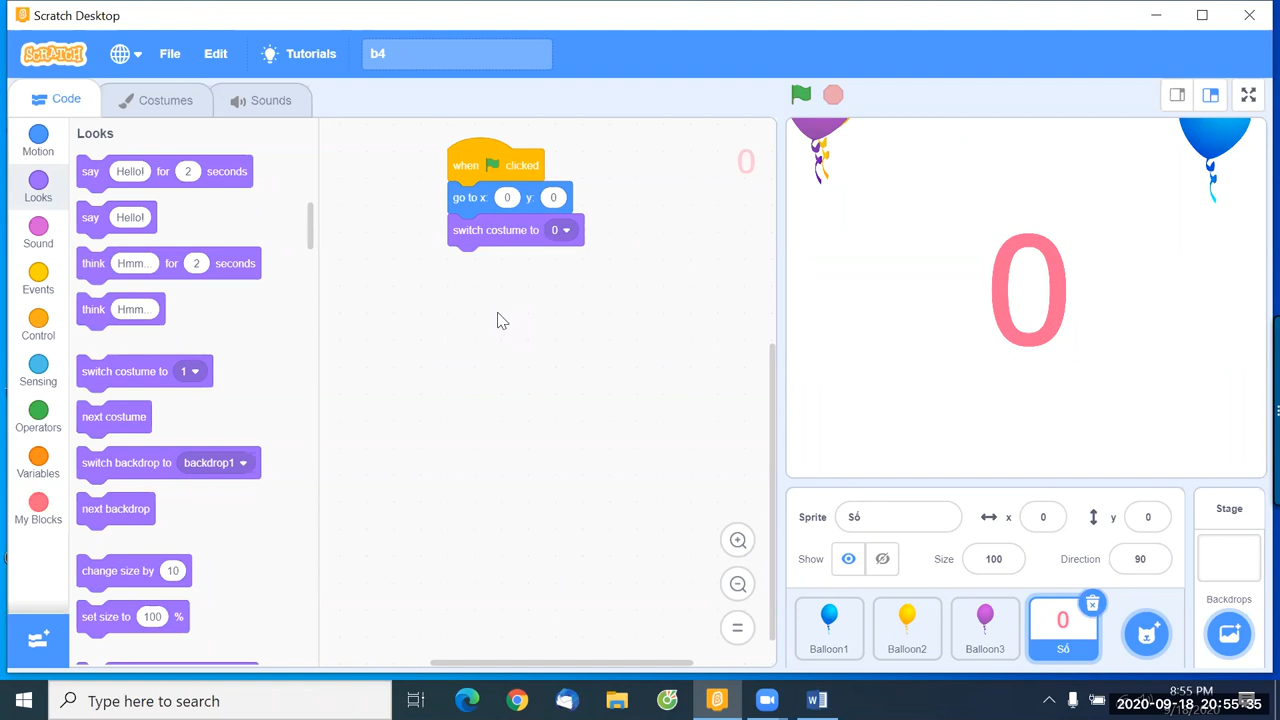 Scratch Desktop
SCRATCH
File
Edit
Tutorials
b4
Code
Costumes
Sounds
Motion
Looks
Sound
Events
Control
Sensing
Operators
Variables
My Blocks
Looks
say Hello! for 2 seconds
say Hello!
think Hmm... for 2 seconds
think Hmm...
switch costume to 1
next costume
switch backdrop to backdrop1
next backdrop
change size by 10
set size to 100 %
when clicked
go to x: 0 y: 0
switch costume to 0
0
0
Sprite Số x 0 y 0
Show Size 100 Direction 90
Balloon1
Balloon2
Balloon3
0
Số
Stage
Backdrops
Type here to search
8:55 PM
2020-09-18 20:55:35